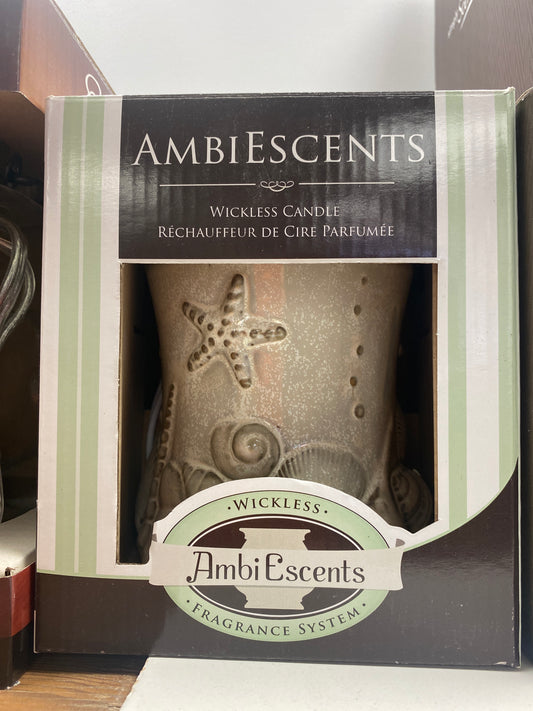 AMBIESCENTS
WICKLESS CANDLE
RÉCHAUFFEUR DE CIRE PARFUMÉE
· WICKLESS ·
AmbiEscents
· FRAGRANCE SYSTEM ·